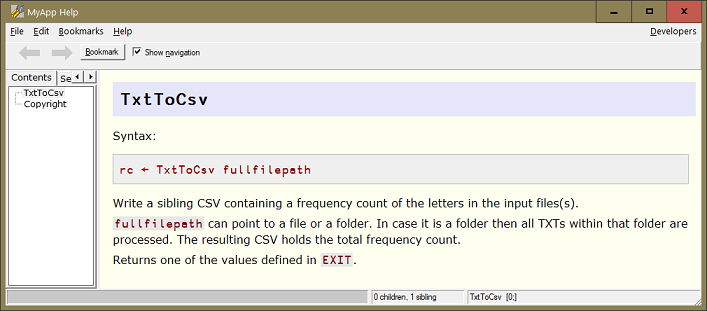 MyApp Help
File Edit Bookmarks Help Developers
Bookmark Show navigation
Contents Se
TxtToCsv
Copyright
TxtToCsv
Syntax:
rc ← TxtToCsv fullfilepath
Write a sibling CSV containing a frequency count of the letters in the input files(s).
fullfilepath can point to a file or a folder. In case it is a folder then all TXTs within that folder are
processed. The resulting CSV holds the total frequency count.
Returns one of the values defined in EXIT.
0 children, 1 sibling TxtToCsv [0;]